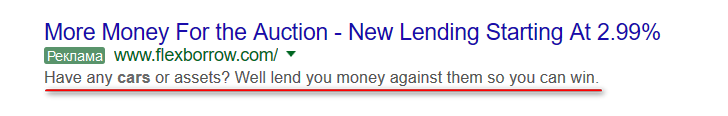 More Money For the Auction - New Lending Starting At 2.99%
Реклама www.flexborrow.com/
Have any cars or assets? Well lend you money against them so you can win.